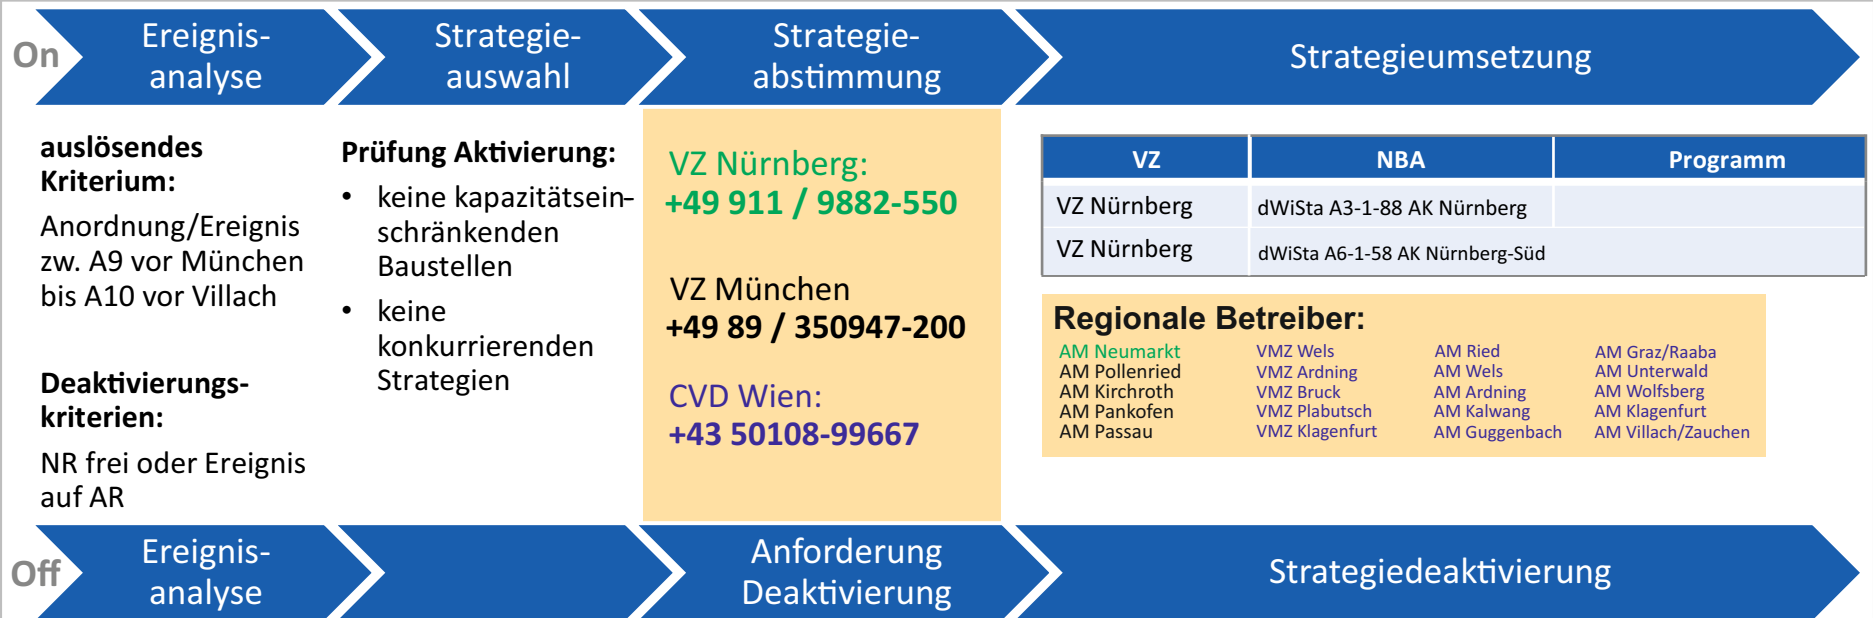 On
Ereignis-
analyse
Strategie-
auswahl
Strategie-
abstimmung
Strategieumsetzung
auslösendes
Kriterium:
Anordnung/Ereignis
zw. A9 vor München
bis A10 vor Villach
Deaktivierungs-
kriterien:
NR frei oder Ereignis
auf AR
Prüfung Aktivierung:
• keine kapazitätsein-
schränkenden
Baustellen
• keine
konkurrierenden
Strategien
VZ Nürnberg:
+49 911 / 9882-550
VZ München
+49 89 / 350947-200
CVD Wien:
+43 50108-99667
VZ NBA Programm
VZ Nürnberg dWiSta A3-1-88 AK Nürnberg
VZ Nürnberg dWiSta A6-1-58 AK Nürnberg-Süd
Regionale Betreiber:
AM Neumarkt VMZ Wels AM Ried AM Graz/Raaba
AM Pollenried VMZ Ardning AM Wels AM Unterwald
AM Kirchroth VMZ Bruck AM Ardning AM Wolfsberg
AM Pankofen VMZ Plabutsch AM Kalwang AM Klagenfurt
AM Passau VMZ Klagenfurt AM Guggenbach AM Villach/Zauchen
Off
Ereignis-
analyse
Anforderung
Deaktivierung
Strategiedeaktivierung